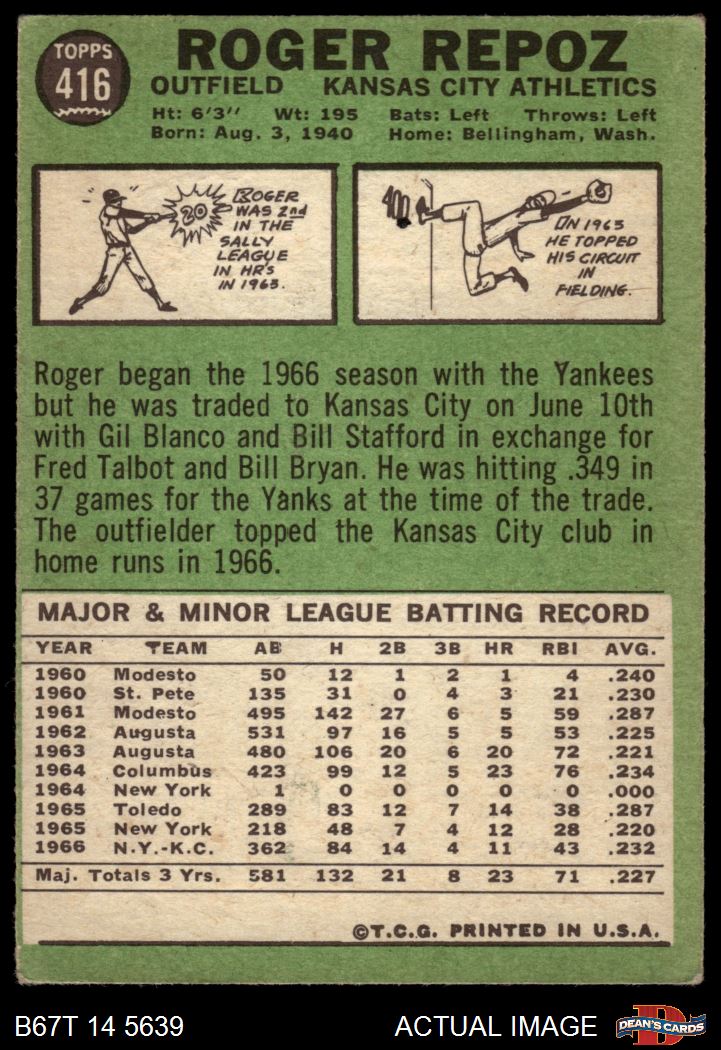 TOPPS
416
ROGER REPOZ
OUTFIELD KANSAS CITY ATHLETICS
Ht: 6'3" Wt: 195 Bats: Left Throws: Left
Born: Aug. 3, 1940 Home: Bellingham, Wash.
20
ROGER
WAS 2nd
IN THE
SALLY
LEAGUE
IN HR'S
IN 1963.
400
IN 1965
HE TOPPED
HIS CIRCUIT
IN
FIELDING.
Roger began the 1966 season with the Yankees
but he was traded to Kansas City on June 10th
with Gil Blanco and Bill Stafford in exchange for
Fred Talbot and Bill Bryan. He was hitting .349 in
37 games for the Yanks at the time of the trade.
The outfielder topped the Kansas City club in
home runs in 1966.
MAJOR & MINOR LEAGUE BATTING RECORD
YEAR TEAM AB H 2B 3B HR RBI AVG.
1960 Modesto 50 12 1 2 1 4 .240
1960 St. Pete 135 31 0 4 3 21 .230
1961 Modesto 495 142 27 6 5 59 .287
1962 Augusta 531 97 16 5 5 53 .225
1963 Augusta 480 106 20 6 20 72 .221
1964 Columbus 423 99 12 5 23 76 .234
1964 New York 1 0 0 0 0 0 .000
1965 Toledo 289 83 12 7 14 38 .287
1965 New York 218 48 7 4 12 28 .220
1966 N.Y.-K.C. 362 84 14 4 11 43 .232
Maj. Totals 3 Yrs. 581 132 21 8 23 71 .227
©T.C.G. PRINTED IN U.S.A.
B67T 14 5639 ACTUAL IMAGE
D
DEAN'S CARDS